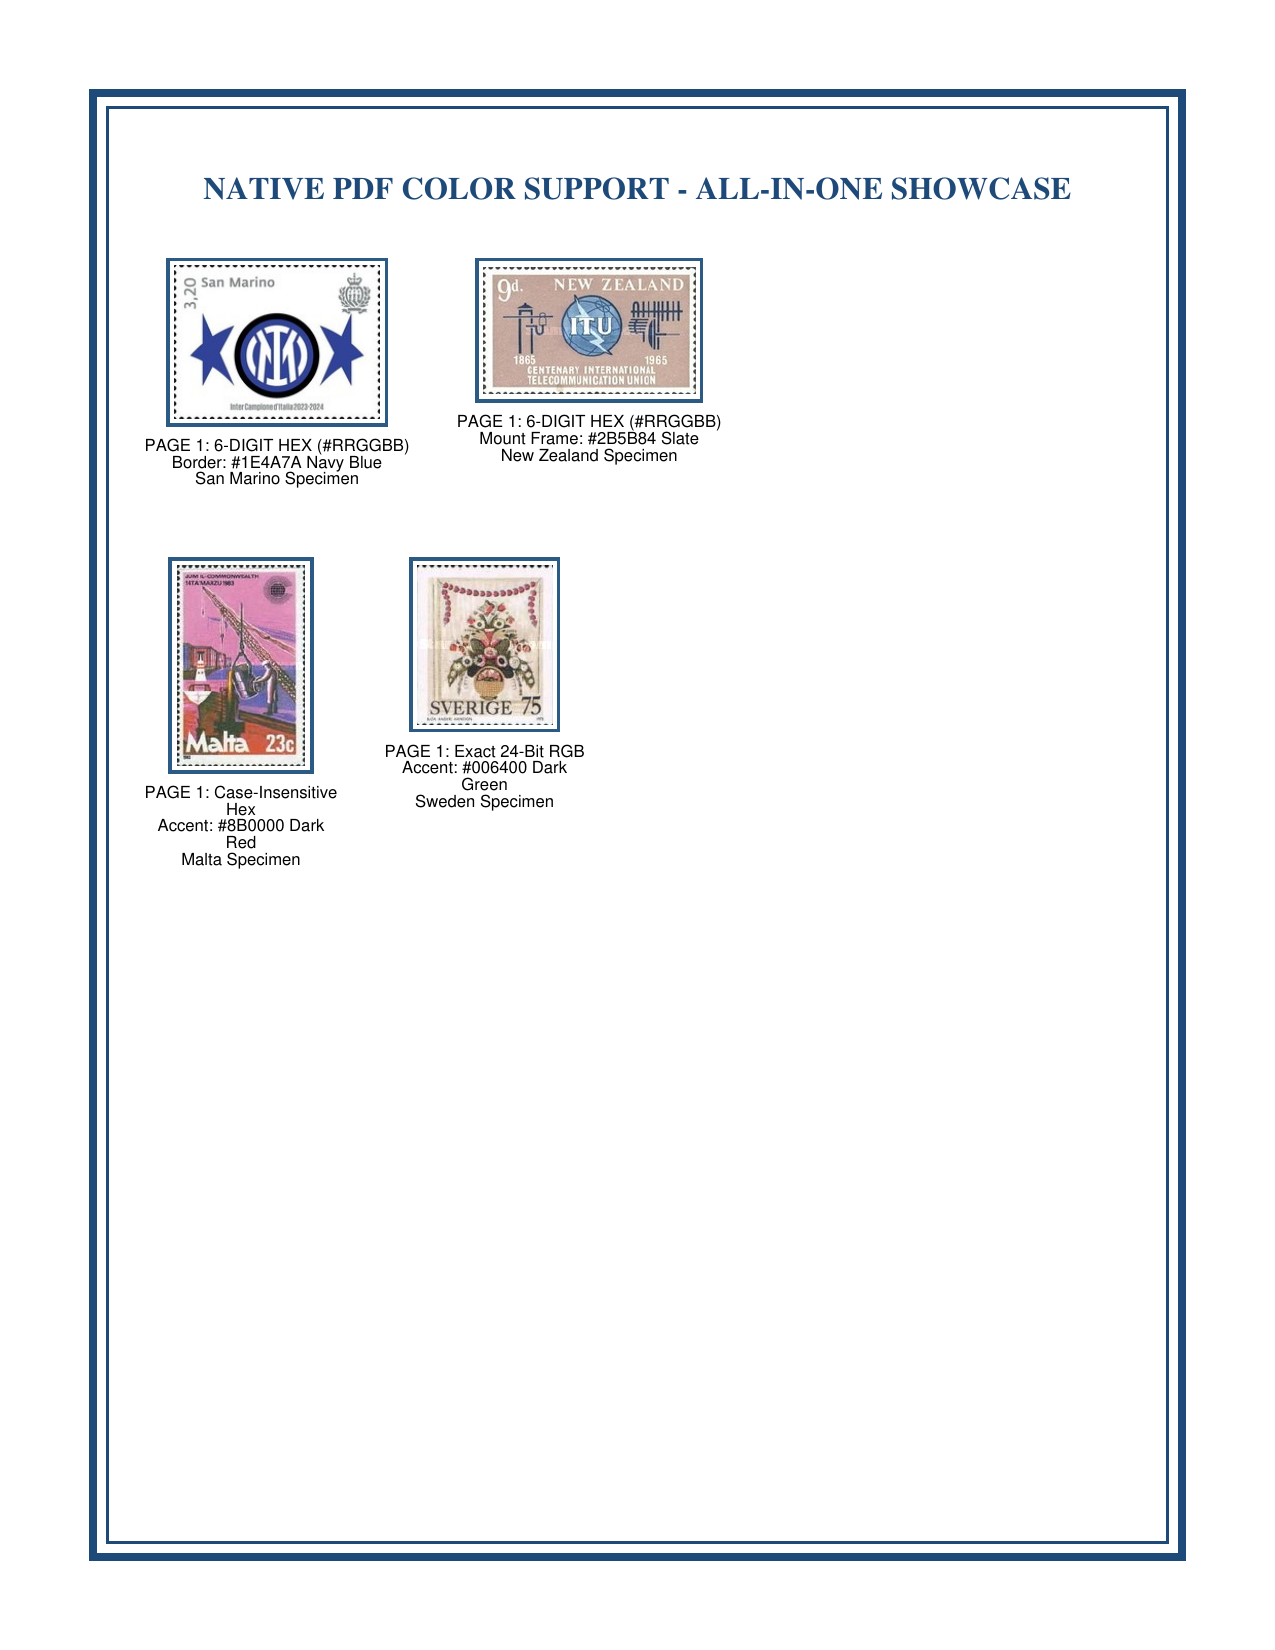 NATIVE PDF COLOR SUPPORT - ALL-IN-ONE SHOWCASE
3,20
San Marino
Inter Campione d'Italia 2023-2024
PAGE 1: 6-DIGIT HEX (#RRGGBB)
Border: #1E4A7A Navy Blue
San Marino Specimen
9d. NEW ZEALAND
ITU
1865 1965
CENTENARY INTERNATIONAL
TELECOMMUNICATION UNION
PAGE 1: 6-DIGIT HEX (#RRGGBB)
Mount Frame: #2B5B84 Slate
New Zealand Specimen
JUM IL-COMMONWEALTH
14 TA' MARZU 1983
Malta 23c
PAGE 1: Case-Insensitive
Hex
Accent: #8B0000 Dark
Red
Malta Specimen
SVERIGE 75
PAGE 1: Exact 24-Bit RGB
Accent: #006400 Dark
Green
Sweden Specimen